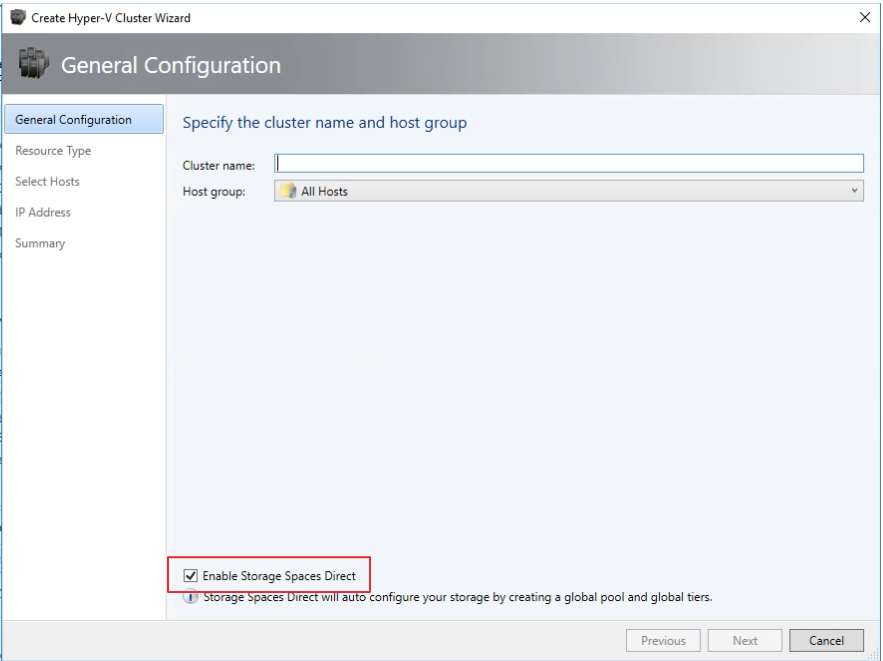 Create Hyper-V Cluster Wizard
General Configuration
General Configuration
Resource Type
Select Hosts
IP Address
Summary
Specify the cluster name and host group
Cluster name:
Host group:
All Hosts
Enable Storage Spaces Direct
Storage Spaces Direct will auto configure your storage by creating a global pool and global tiers.
Previous
Next
Cancel